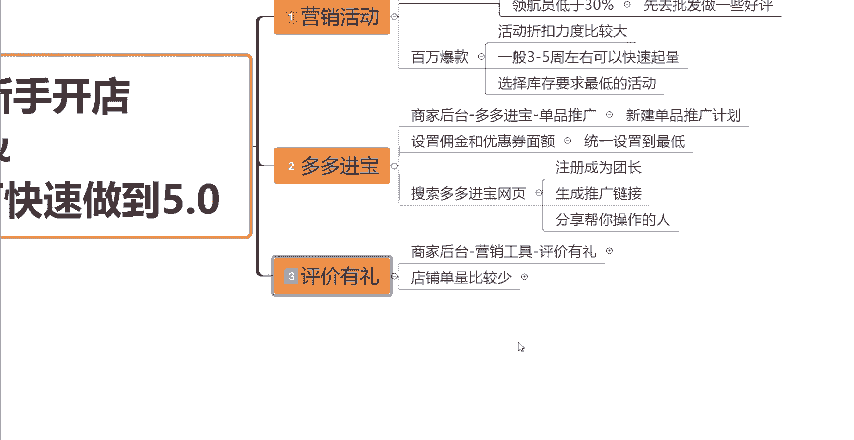 新手开店
快速做到5.0
1 营销活动
领航员低于30%
先去批发做一些好评
百万爆款
活动折扣力度比较大
一般3-5周左右可以快速起量
选择库存要求最低的活动
2 多多进宝
商家后台-多多进宝-单品推广
新建单品推广计划
设置佣金和优惠券面额
统一设置到最低
搜索多多进宝网页
注册成为团长
生成推广链接
分享帮你操作的人
3 评价有礼
商家后台-营销工具-评价有礼
店铺单量比较少